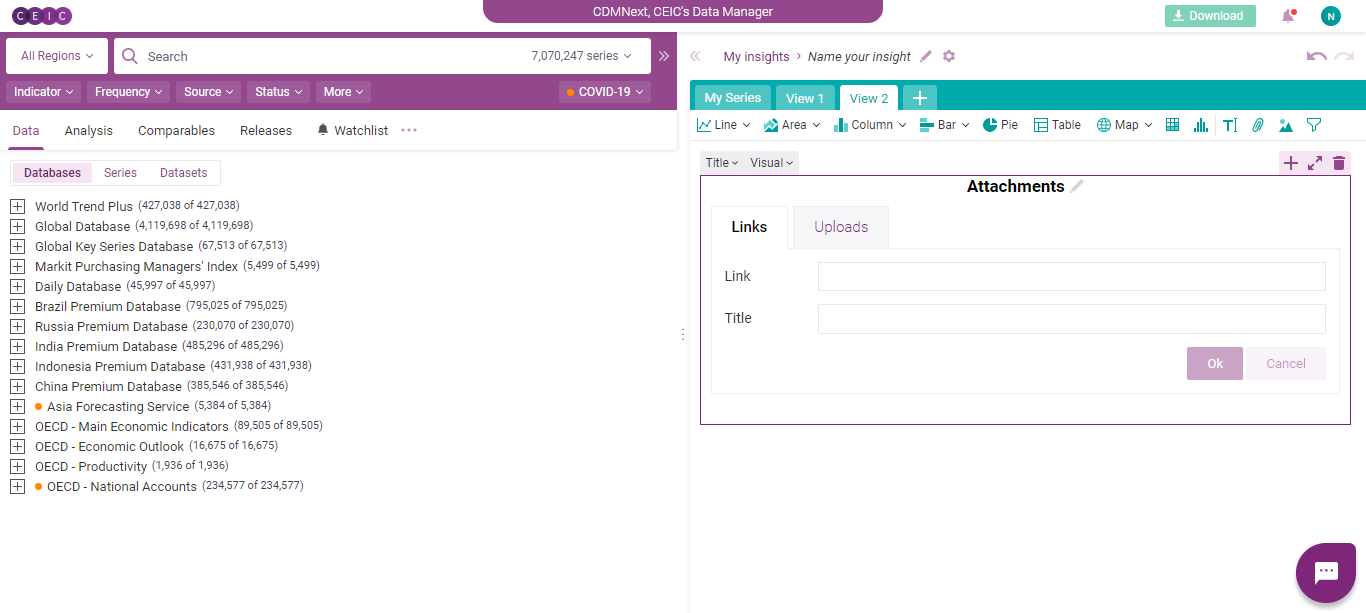 CEIC
CDMNext, CEIC's Data Manager
Download
N
All Regions
Search
7,070,247 series
My insights › Name your insight
Indicator
Frequency
Source
Status
More
COVID-19
My Series
View 1
View 2
Data
Analysis
Comparables
Releases
Watchlist
Line
Area
Column
Bar
Pie
Table
Map
Databases
Series
Datasets
Title
Visual
World Trend Plus (427,038 of 427,038)
Global Database (4,119,698 of 4,119,698)
Global Key Series Database (67,513 of 67,513)
Markit Purchasing Managers' Index (5,499 of 5,499)
Daily Database (45,997 of 45,997)
Brazil Premium Database (795,025 of 795,025)
Russia Premium Database (230,070 of 230,070)
India Premium Database (485,296 of 485,296)
Indonesia Premium Database (431,938 of 431,938)
China Premium Database (385,546 of 385,546)
Asia Forecasting Service (5,384 of 5,384)
OECD - Main Economic Indicators (89,505 of 89,505)
OECD - Economic Outlook (16,675 of 16,675)
OECD - Productivity (1,936 of 1,936)
OECD - National Accounts (234,577 of 234,577)
Attachments
Links
Uploads
Link
Title
Ok
Cancel